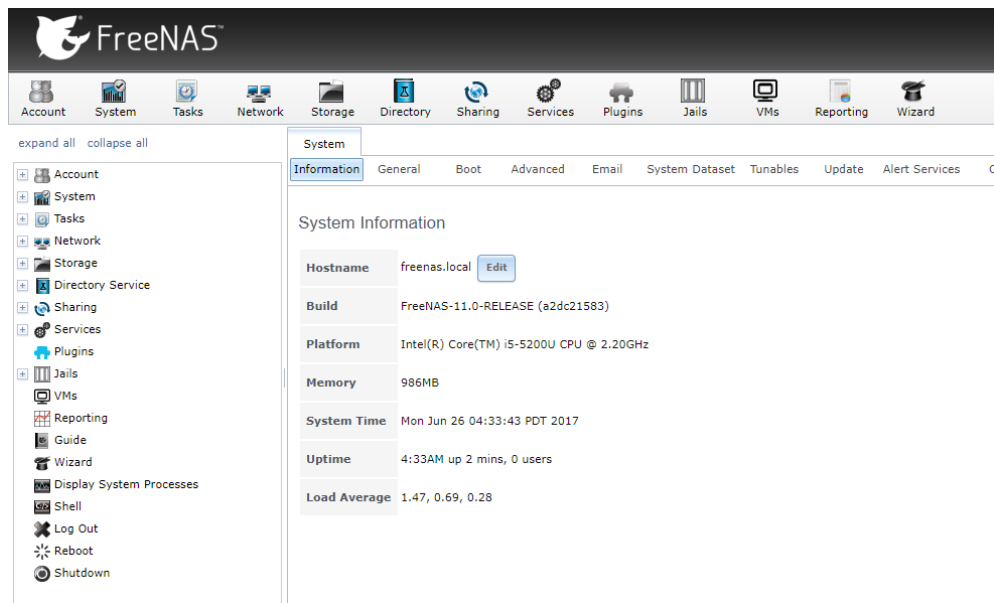 FreeNAS™
Account System Tasks Network Storage Directory Sharing Services Plugins Jails VMs Reporting Wizard
expand all collapse all
System
Information General Boot Advanced Email System Dataset Tunables Update Alert Services
Account
System
Tasks
Network
Storage
Directory Service
Sharing
Services
Plugins
Jails
VMs
Reporting
Guide
Wizard
Display System Processes
Shell
Log Out
Reboot
Shutdown
System Information
Hostname freenas.local Edit
Build FreeNAS-11.0-RELEASE (a2dc21583)
Platform Intel(R) Core(TM) i5-5200U CPU @ 2.20GHz
Memory 986MB
System Time Mon Jun 26 04:33:43 PDT 2017
Uptime 4:33AM up 2 mins, 0 users
Load Average 1.47, 0.69, 0.28